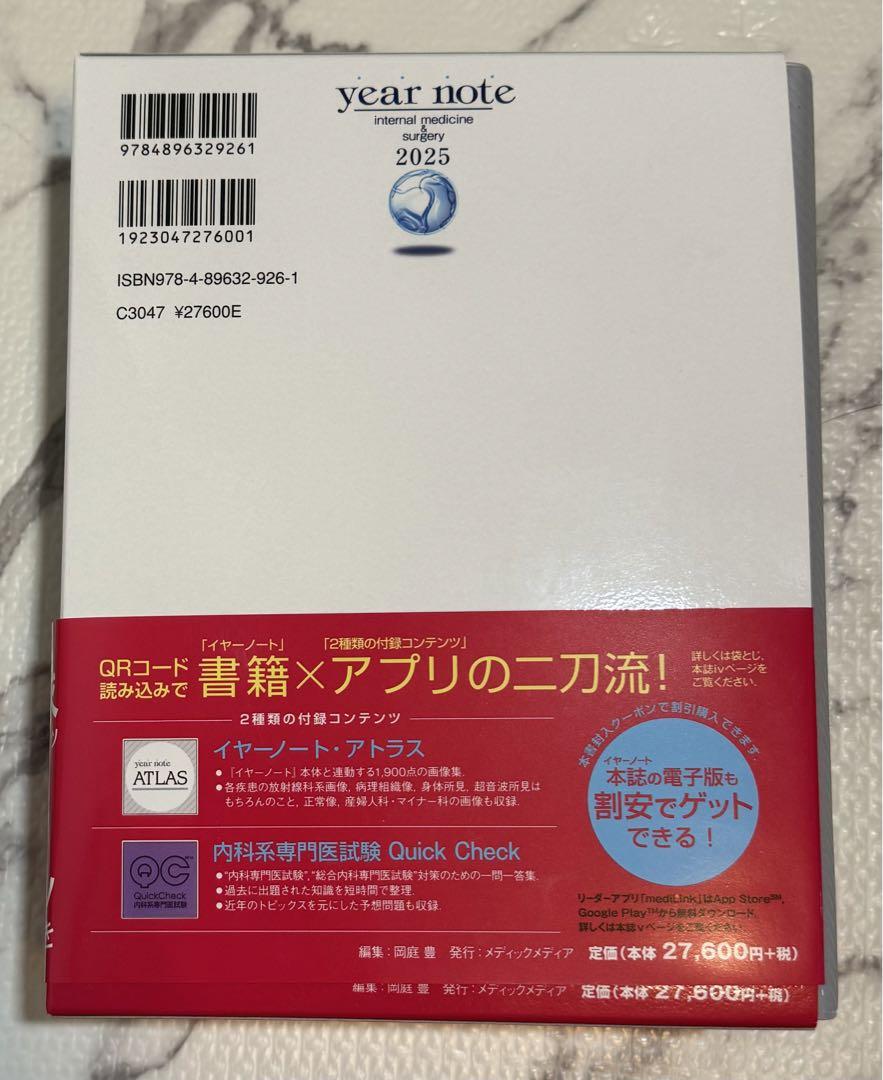 year note
internal medicine
&
surgery
2025
9784896329261
1923047276001
ISBN978-4-89632-926-1
C3047 ¥27600E
QRコード
読み込みで
「イヤーノート」
「2種類の付録コンテンツ」
書籍×アプリの二刀流!
詳しくは袋とじ,
本誌ivページを
ご覧ください.
2種類の付録コンテンツ
year note
ATLAS
イヤーノート・アトラス
●『イヤーノート』本体と連動する1,900点の画像集.
●各疾患の放射線科系画像, 病理組織像, 身体所見, 超音波所見は
もちろんのこと, 正常像, 産婦人科・マイナー科の画像も収録.
QC
QuickCheck
内科系専門医試験
内科系専門医試験 Quick Check
●"内科専門医試験", "総合内科専門医試験"対策のための一問一答集.
●過去に出題された知識を短時間で整理.
●近年のトピックスを元にした予想問題も収録.
本書封入クーポンで割引購入できます.
イヤーノート
本誌の電子版も
割安でゲット
できる!
リーダーアプリ「medilink」はApp StoreSM,
Google Play™から無料ダウンロード.
詳しくは本誌vページをご覧ください.
編集:岡庭 豊 発行:メディックメディア 定価(本体 27,600円+税)
編集:岡庭 豊 発行:メディックメディア 定価(本体 27,600円+税)